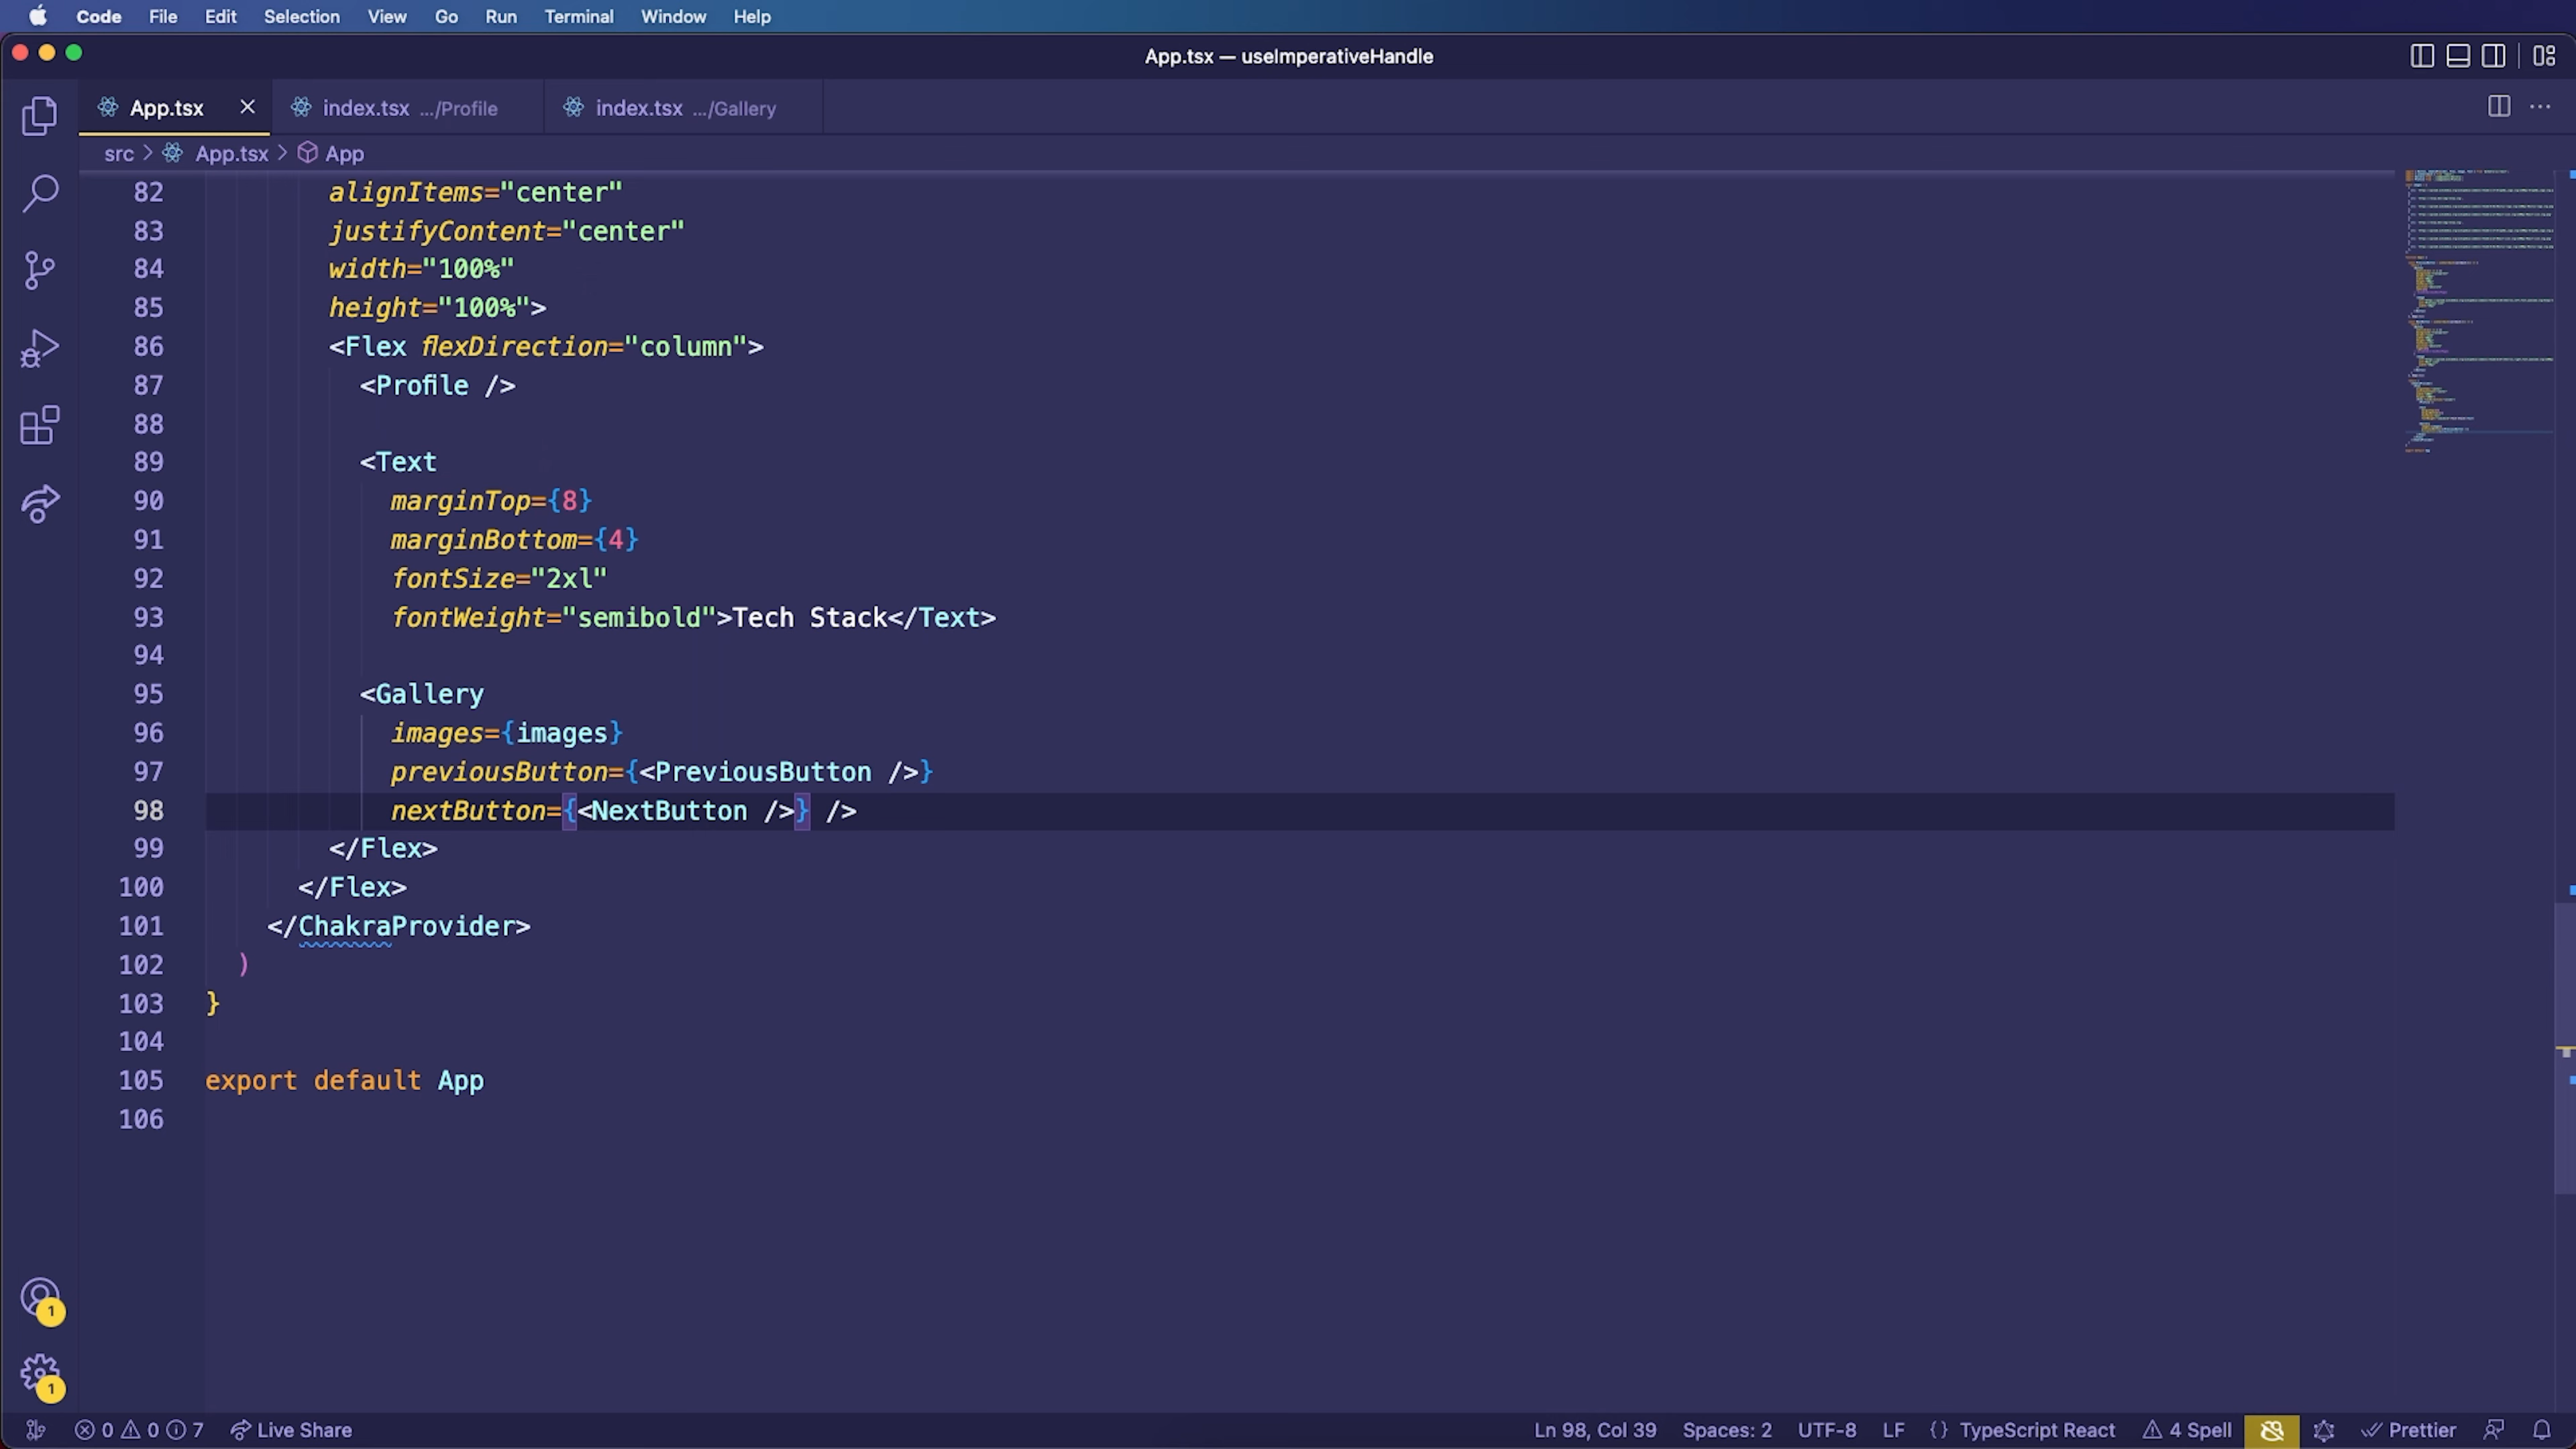 Code File Edit Selection View Go Run Terminal Window Help
App.tsx — useImperativeHandle
App.tsx index.tsx .../Profile index.tsx .../Gallery
src > App.tsx > App
82 alignItems="center"
83 justifyContent="center"
84 width="100%"
85 height="100%">
86 <Flex flexDirection="column">
87 <Profile />
88
89 <Text
90 marginTop={8}
91 marginBottom={4}
92 fontSize="2xl"
93 fontWeight="semibold">Tech Stack</Text>
94
95 <Gallery
96 images={images}
97 previousButton={<PreviousButton />}
98 nextButton={<NextButton />} />
99 </Flex>
100 </Flex>
101 </ChakraProvider>
102 )
103 }
104
105 export default App
106
1
1
0 0 7 Live Share Ln 98, Col 39 Spaces: 2 UTF-8 LF {} TypeScript React 4 Spell Prettier